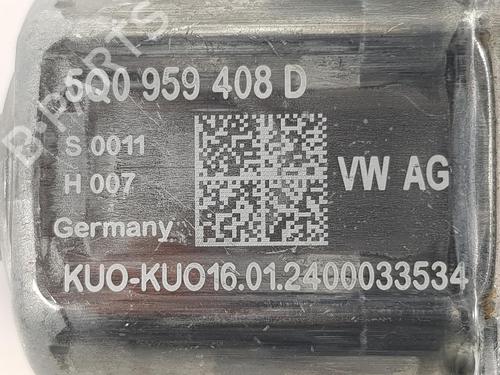 B-PARTS
5Q0 959 408 D
S 0011
H 007
VW AG
Germany
KUO-KUO16.01.2400033534